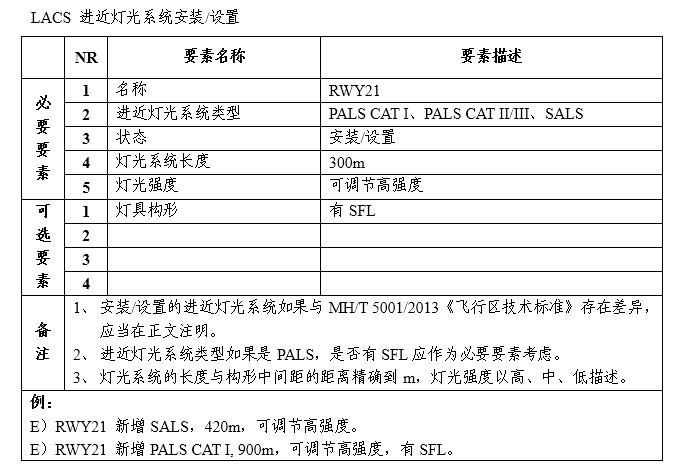 LACS 进近灯光系统安装/设置
NR 要素名称 要素描述
必要要素
1 名称 RWY21
2 进近灯光系统类型 PALS CAT I、PALS CAT II/III、SALS
3 状态 安装/设置
4 灯光系统长度 300m
5 灯光强度 可调节高强度
可选要素
1 灯具构形 有 SFL
2
3
4
备注
1、 安装/设置的进近灯光系统如果与 MH/T 5001/2013《飞行区技术标准》存在差异，
应当在正文注明。
2、 进近灯光系统类型如果是 PALS，是否有 SFL 应作为必要要素考虑。
3、 灯光系统的长度与构形中间距的距离精确到 m，灯光强度以高、中、低描述。
例：
E）RWY21 新增 SALS，420m，可调节高强度。
E）RWY21 新增 PALS CAT I, 900m，可调节高强度，有 SFL。